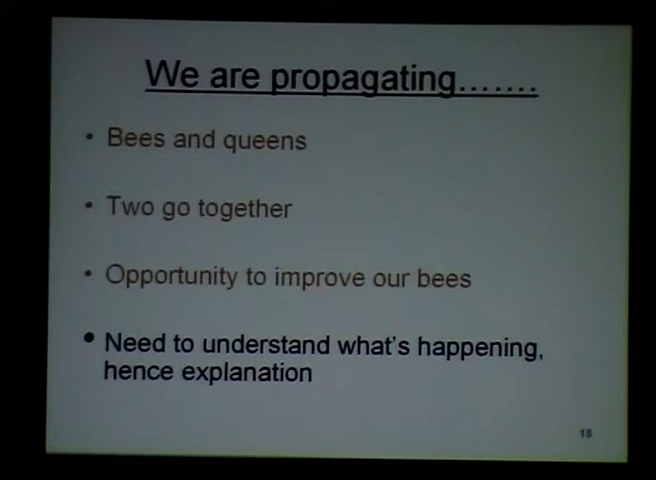 We are propagating.......
• Bees and queens
• Two go together
• Opportunity to improve our bees
• Need to understand what's happening,
hence explanation